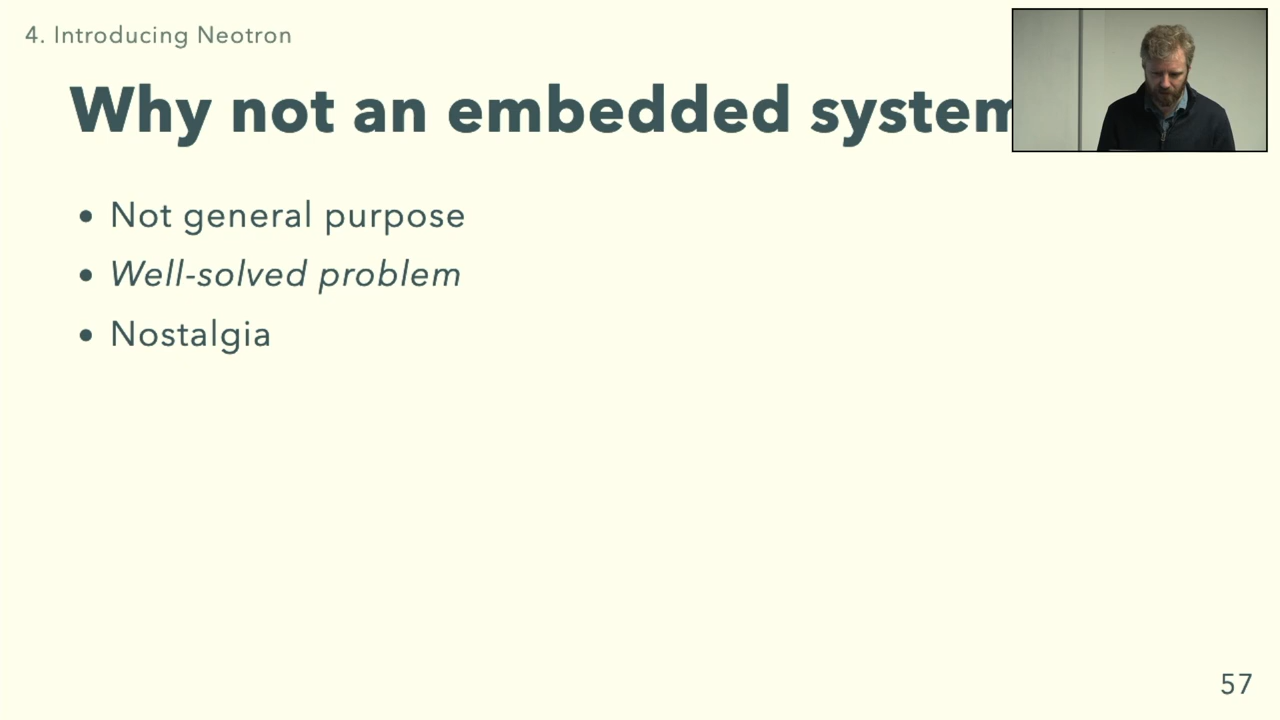 4. Introducing Neotron
Why not an embedded system
Not general purpose
Well-solved problem
Nostalgia
57